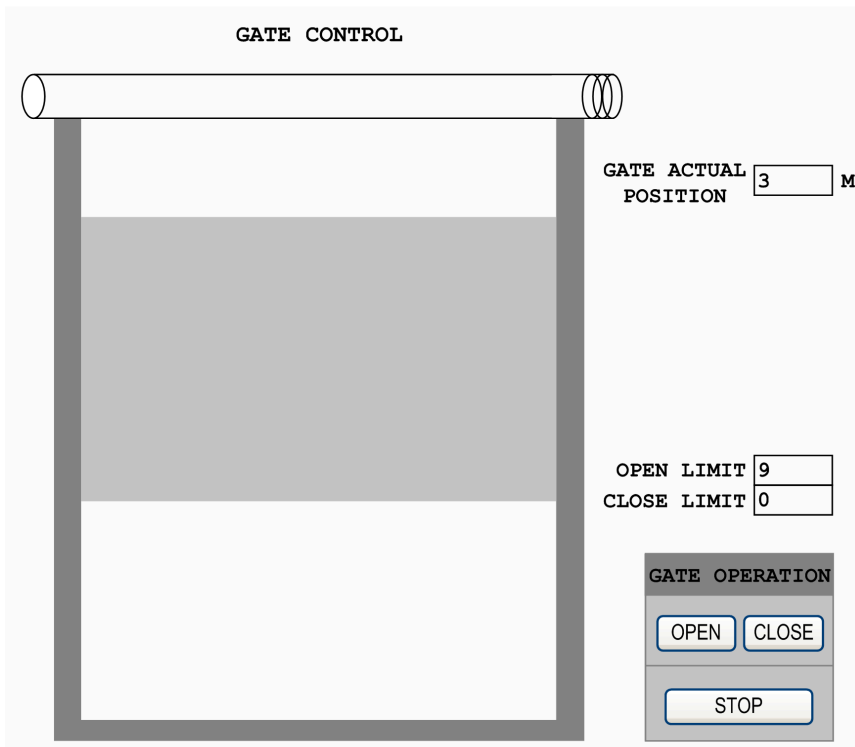 GATE CONTROL
GATE ACTUAL
POSITION
3 M
OPEN LIMIT 9
CLOSE LIMIT 0
GATE OPERATION
OPEN CLOSE
STOP